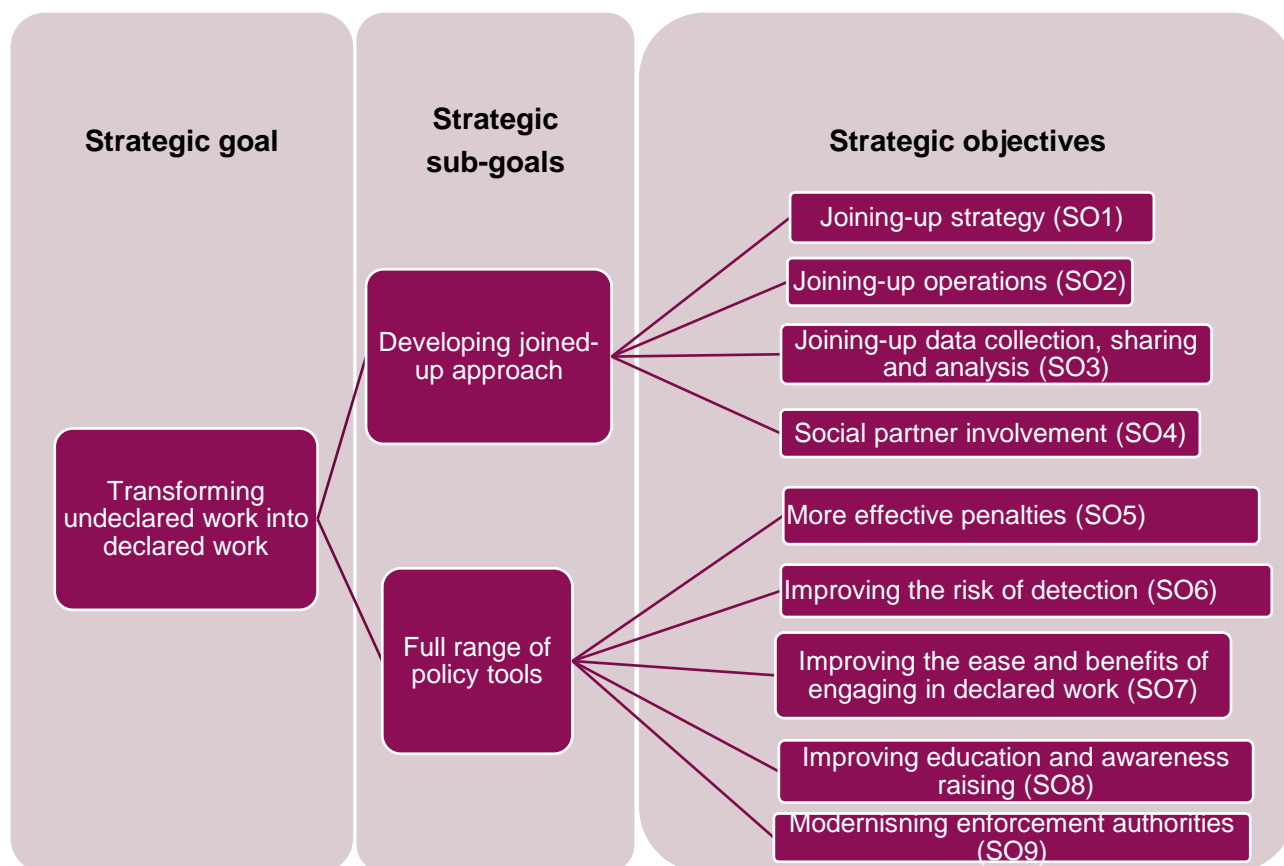 Strategic goal
Strategic
sub-goals
Strategic objectives
Transforming
undeclared work into
declared work
Developing joined-
up approach
Full range of
policy tools
Joining-up strategy (SO1)
Joining-up operations (SO2)
Joining-up data collection, sharing
and analysis (SO3)
Social partner involvement (SO4)
More effective penalties (SO5)
Improving the risk of detection (SO6)
Improving the ease and benefits of
engaging in declared work (SO7)
Improving education and awareness
raising (SO8)
Modernisning enforcement authorities
(SO9)